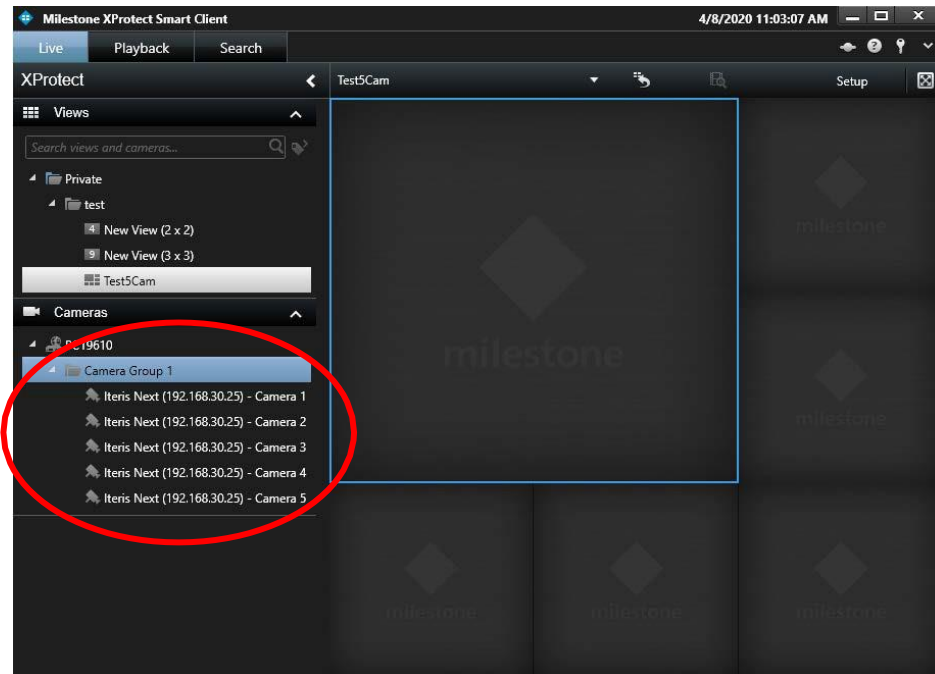 Milestone XProtect Smart Client
4/8/2020 11:03:07 AM
Live Playback Search
XProtect
Test5Cam
Setup
Views
Search views and cameras...
Private
test
4 New View (2 x 2)
9 New View (3 x 3)
Test5Cam
Cameras
9610
Camera Group 1
Iteris Next (192.168.30.25) - Camera 1
Iteris Next (192.168.30.25) - Camera 2
Iteris Next (192.168.30.25) - Camera 3
Iteris Next (192.168.30.25) - Camera 4
Iteris Next (192.168.30.25) - Camera 5
milestone
milestone
milestone
milestone
milestone
milestone